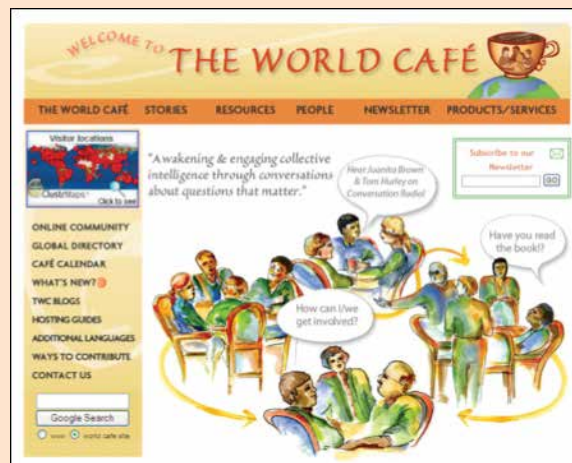 WELCOME TO
THE WORLD CAFÉ
THE WORLD CAFÉ STORIES RESOURCES PEOPLE NEWSLETTER PRODUCTS/SERVICES
Visitor locations
ClustrMaps
Click to see
"Awakening & engaging collective
intelligence through conversations
about questions that matter."
Hear Juanita Brown
& Tom Hurley on
Conversation Radio!
Subscribe to our
Newsletter
GO
Have you read
the book!?
How can I/we
get involved?
ONLINE COMMUNITY
GLOBAL DIRECTORY
CAFÉ CALENDAR
WHAT'S NEW?
TWC BLOGS
HOSTING GUIDES
ADDITIONAL LANGUAGES
WAYS TO CONTRIBUTE
CONTACT US
Google Search
www world cafe site